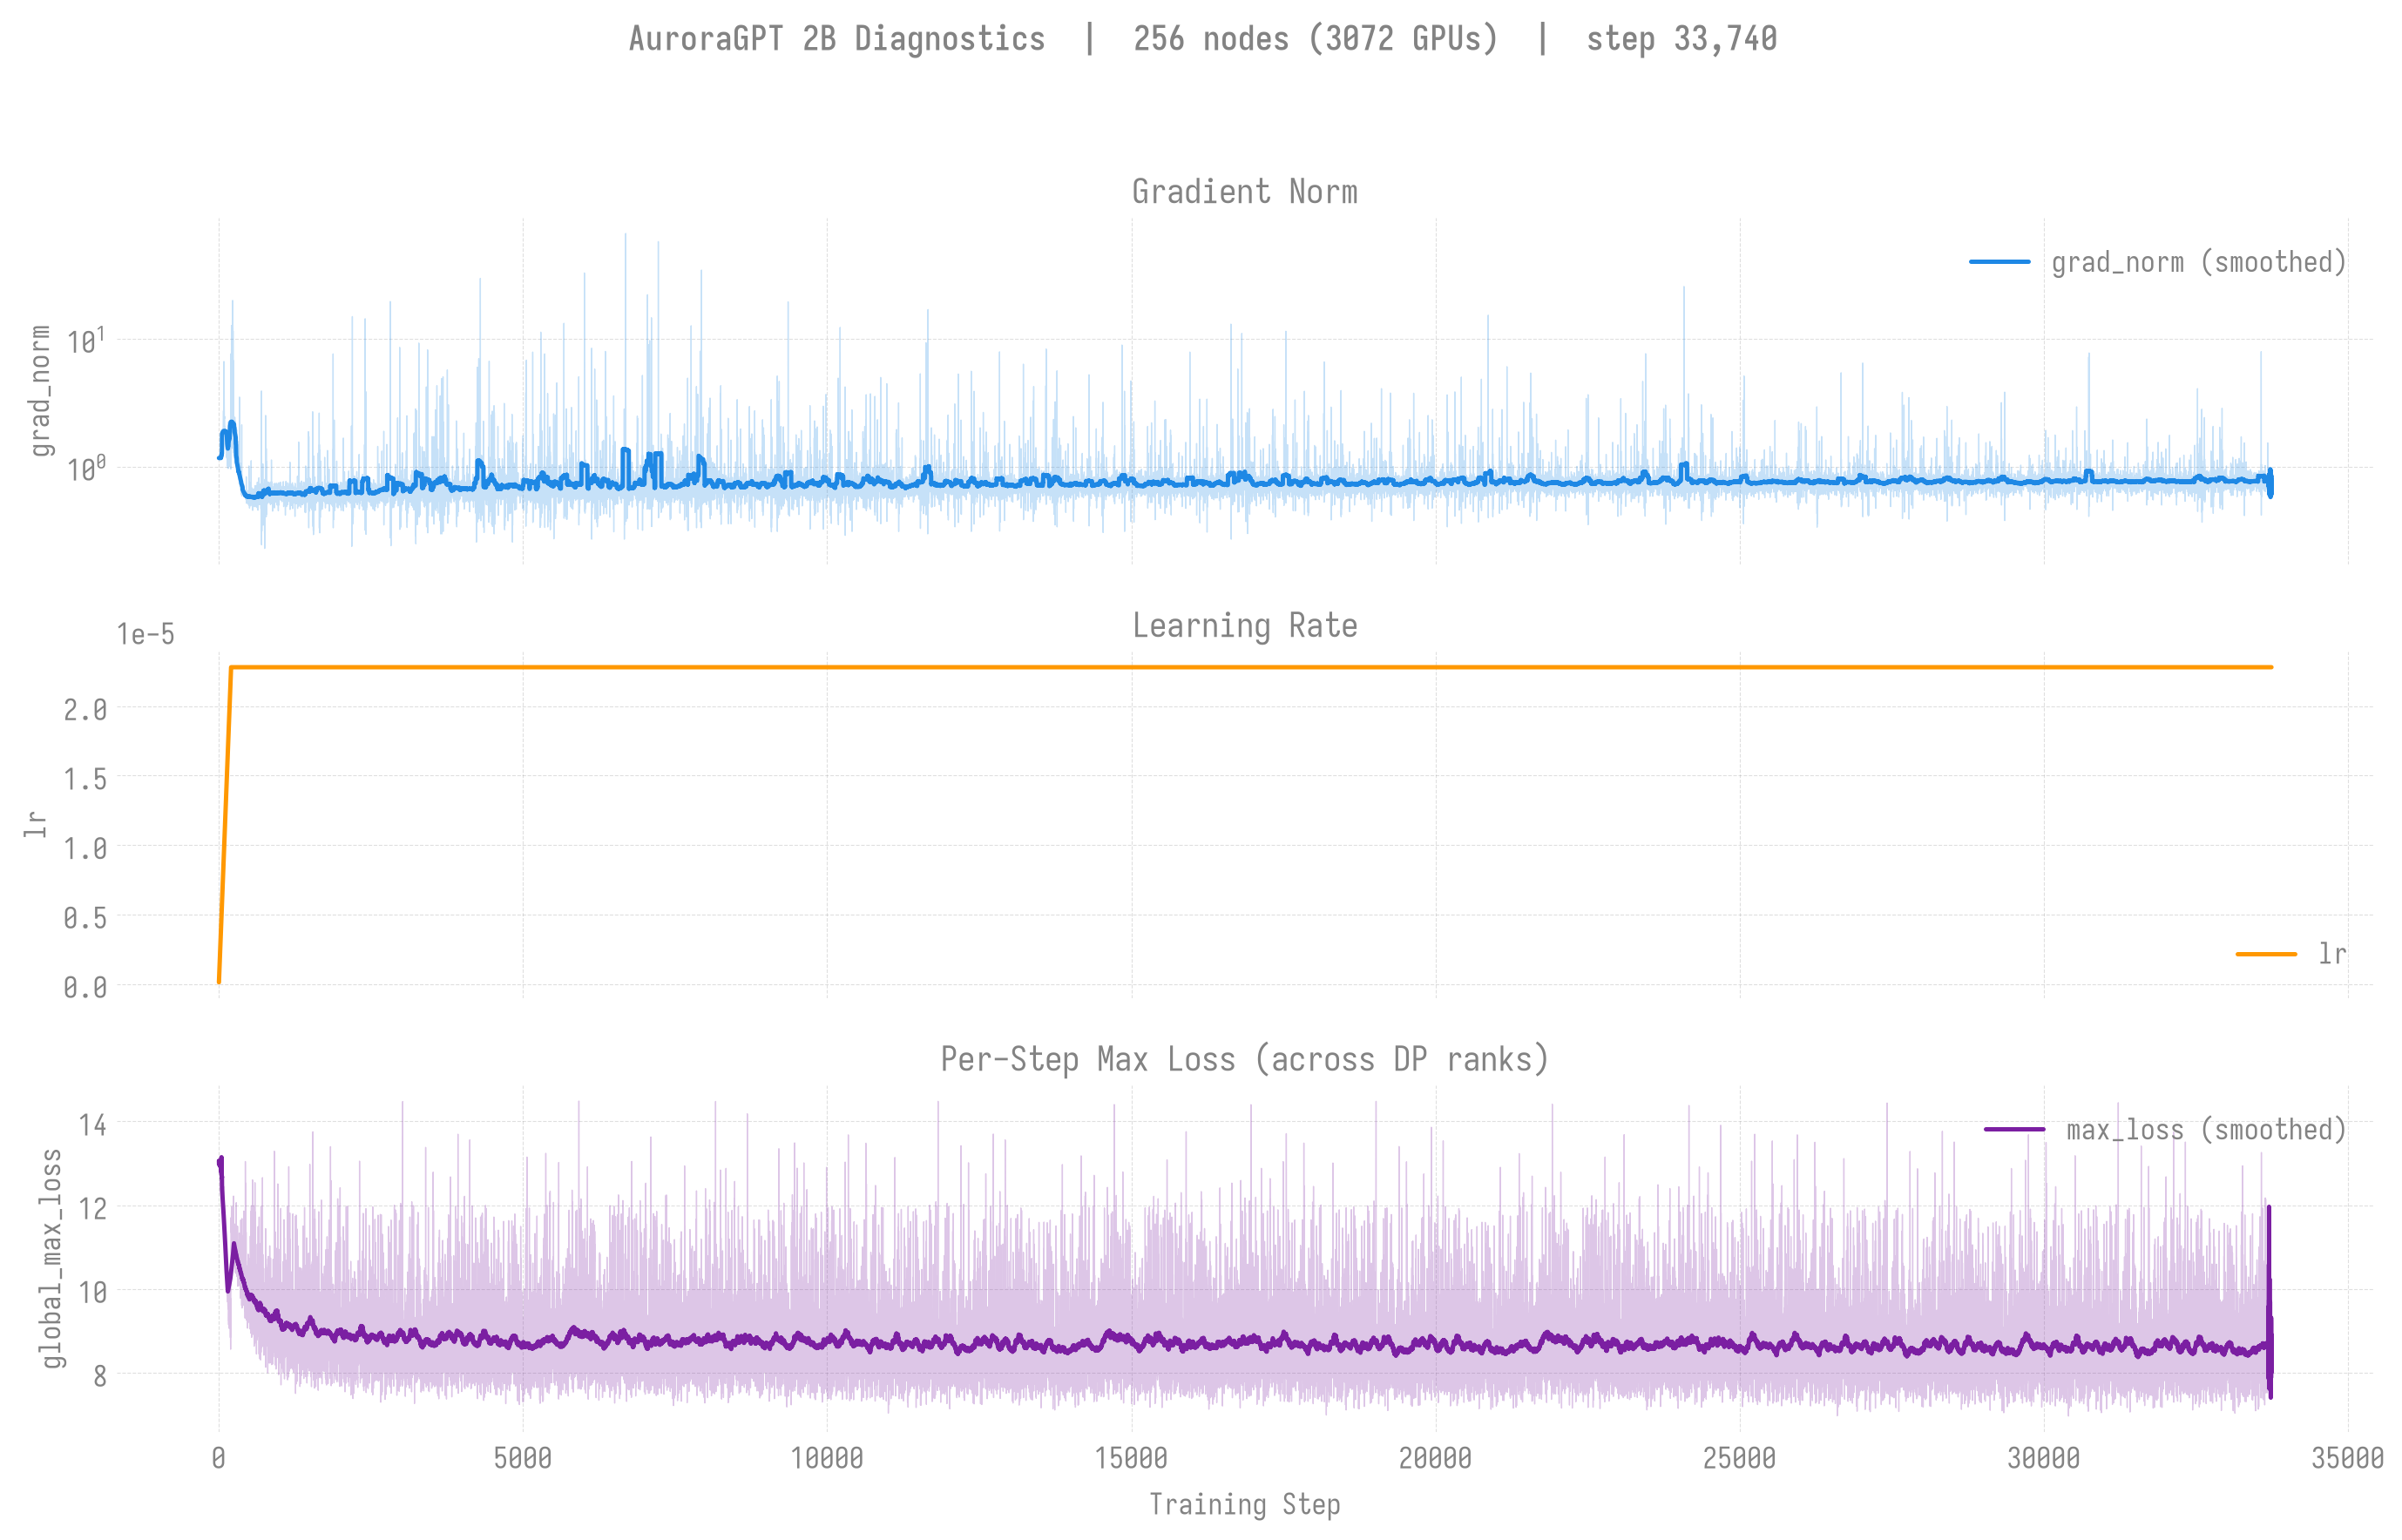 AuroraGPT 2B Diagnostics | 256 nodes (3072 GPUs) | step 33,740
Gradient Norm
grad_norm (smoothed)
grad_norm
10¹
10⁰
Learning Rate
1e-5
lr
2.0
1.5
1.0
0.5
0.0
lr
Per-Step Max Loss (across DP ranks)
max_loss (smoothed)
global_max_loss
14
12
10
8
0 5000 10000 15000 20000 25000 30000 35000
Training Step